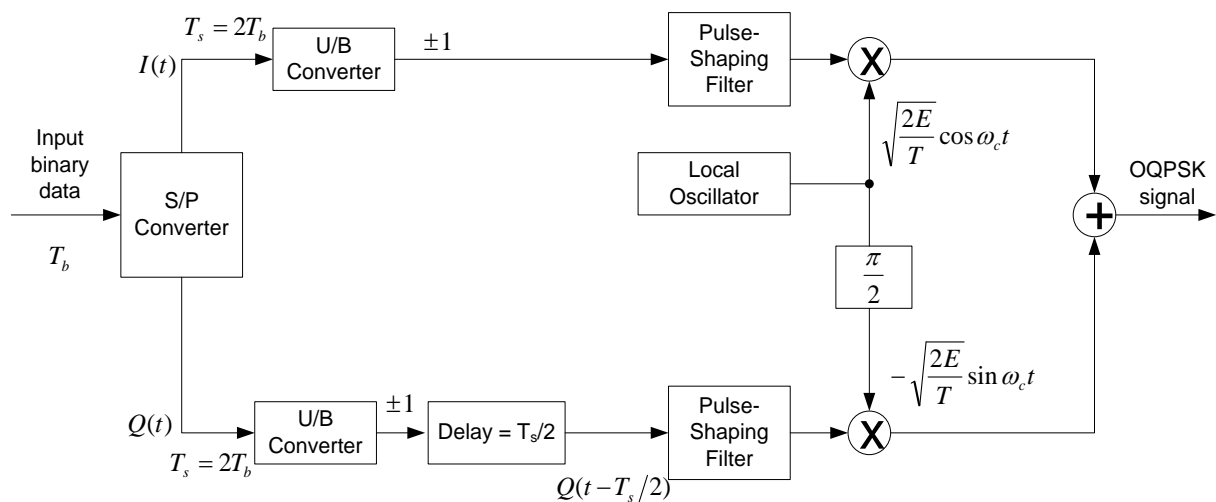 T_s = 2T_b
I(t)
U/B
Converter
±1
Pulse-
Shaping
Filter
X
√(2E/T) cos ω_c t
Input
binary
data
T_b
S/P
Converter
Local
Oscillator
π/2
+
OQPSK
signal
−√(2E/T) sin ω_c t
Q(t)
T_s = 2T_b
U/B
Converter
±1
Delay = T_s/2
Q(t − T_s/2)
Pulse-
Shaping
Filter
X